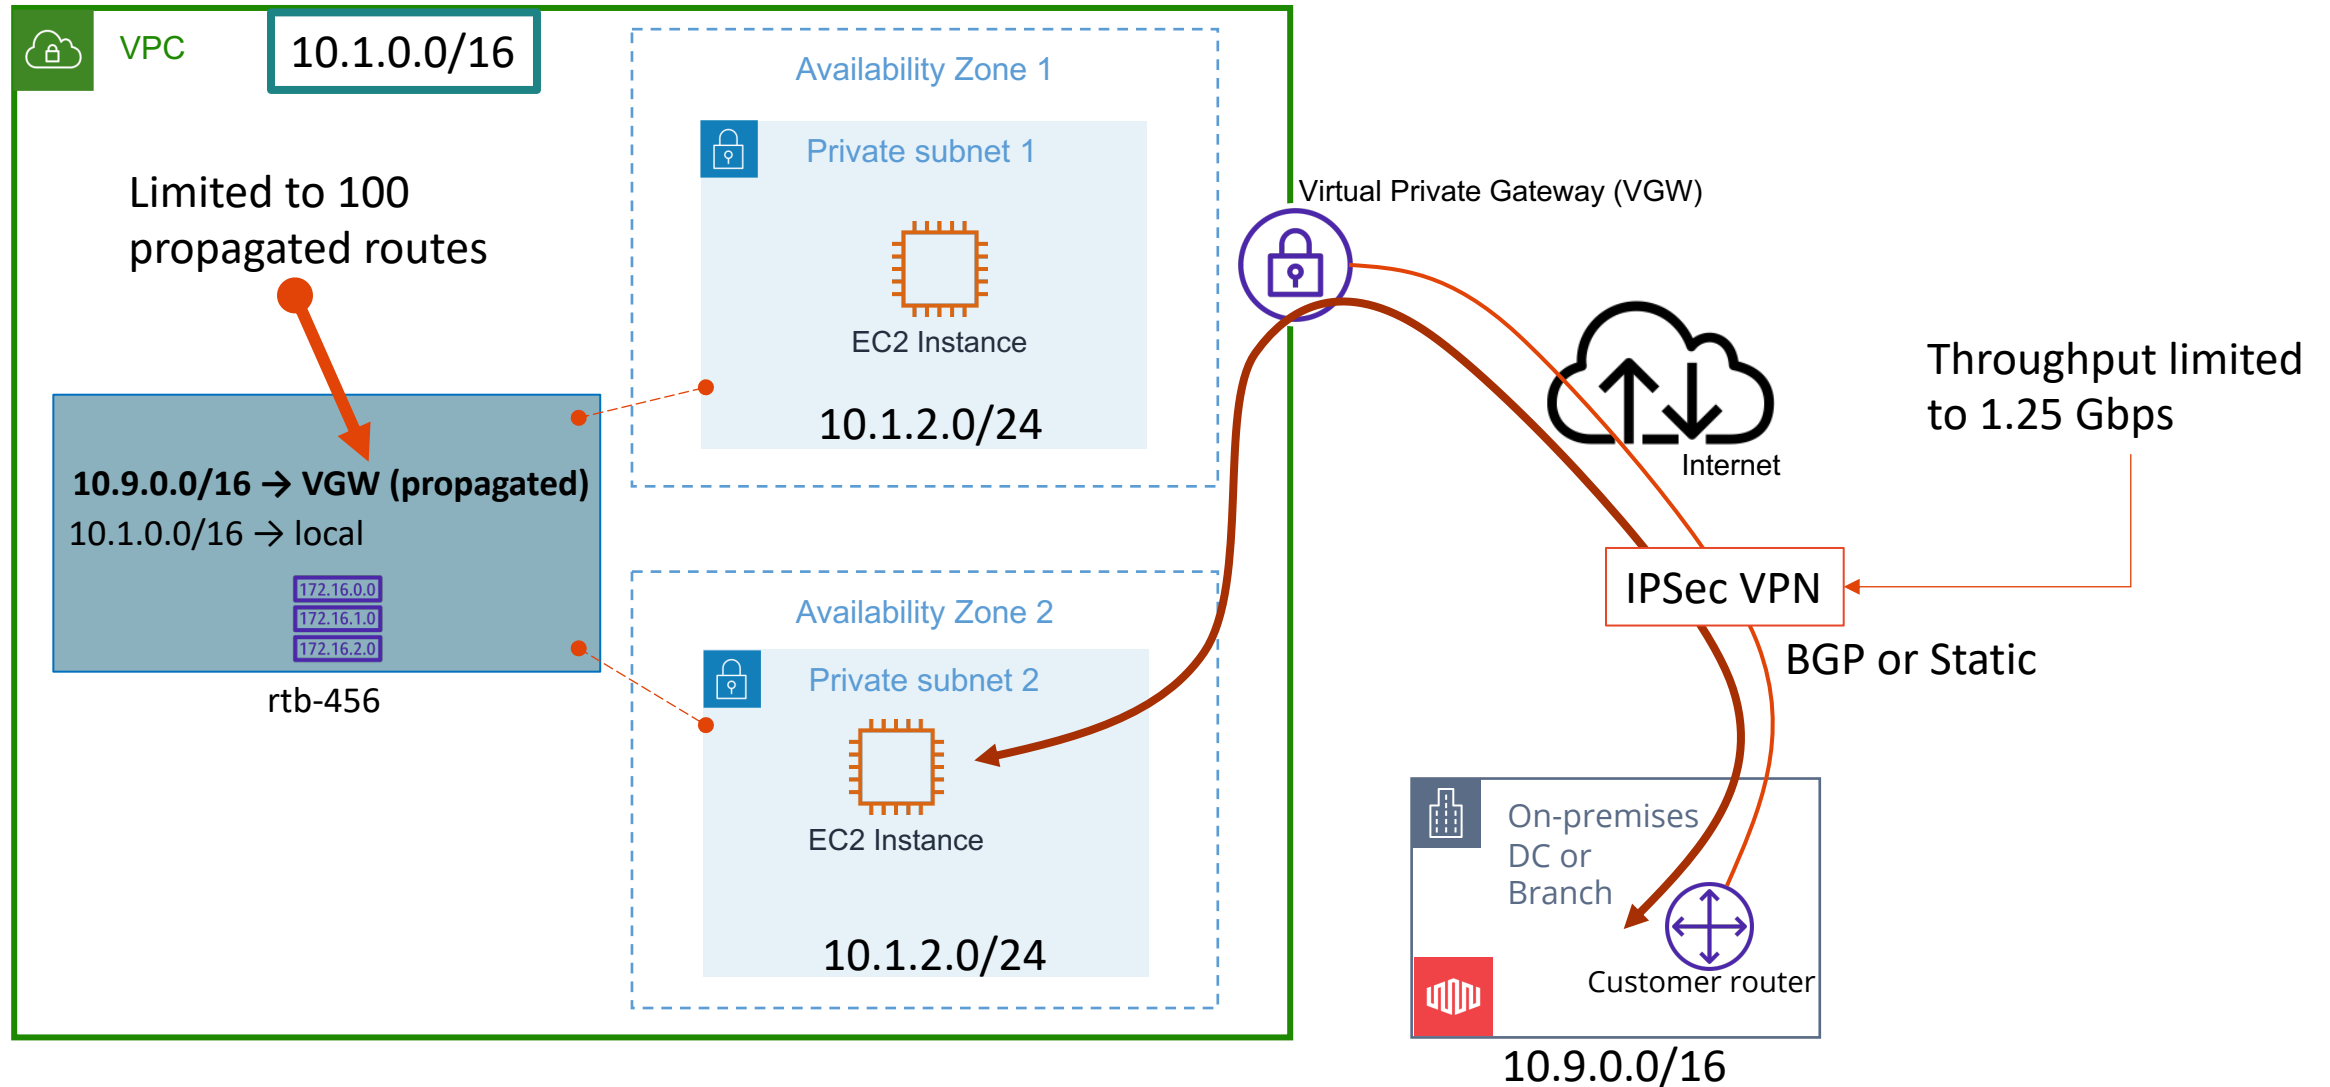 VPC
10.1.0.0/16
Availability Zone 1
Private subnet 1
EC2 Instance
10.1.2.0/24
Limited to 100
propagated routes
10.9.0.0/16 → VGW (propagated)
10.1.0.0/16 → local
172.16.0.0
172.16.1.0
172.16.2.0
rtb-456
Availability Zone 2
Private subnet 2
EC2 Instance
10.1.2.0/24
Virtual Private Gateway (VGW)
Internet
Throughput limited
to 1.25 Gbps
IPSec VPN
BGP or Static
On-premises
DC or
Branch
Customer router
10.9.0.0/16